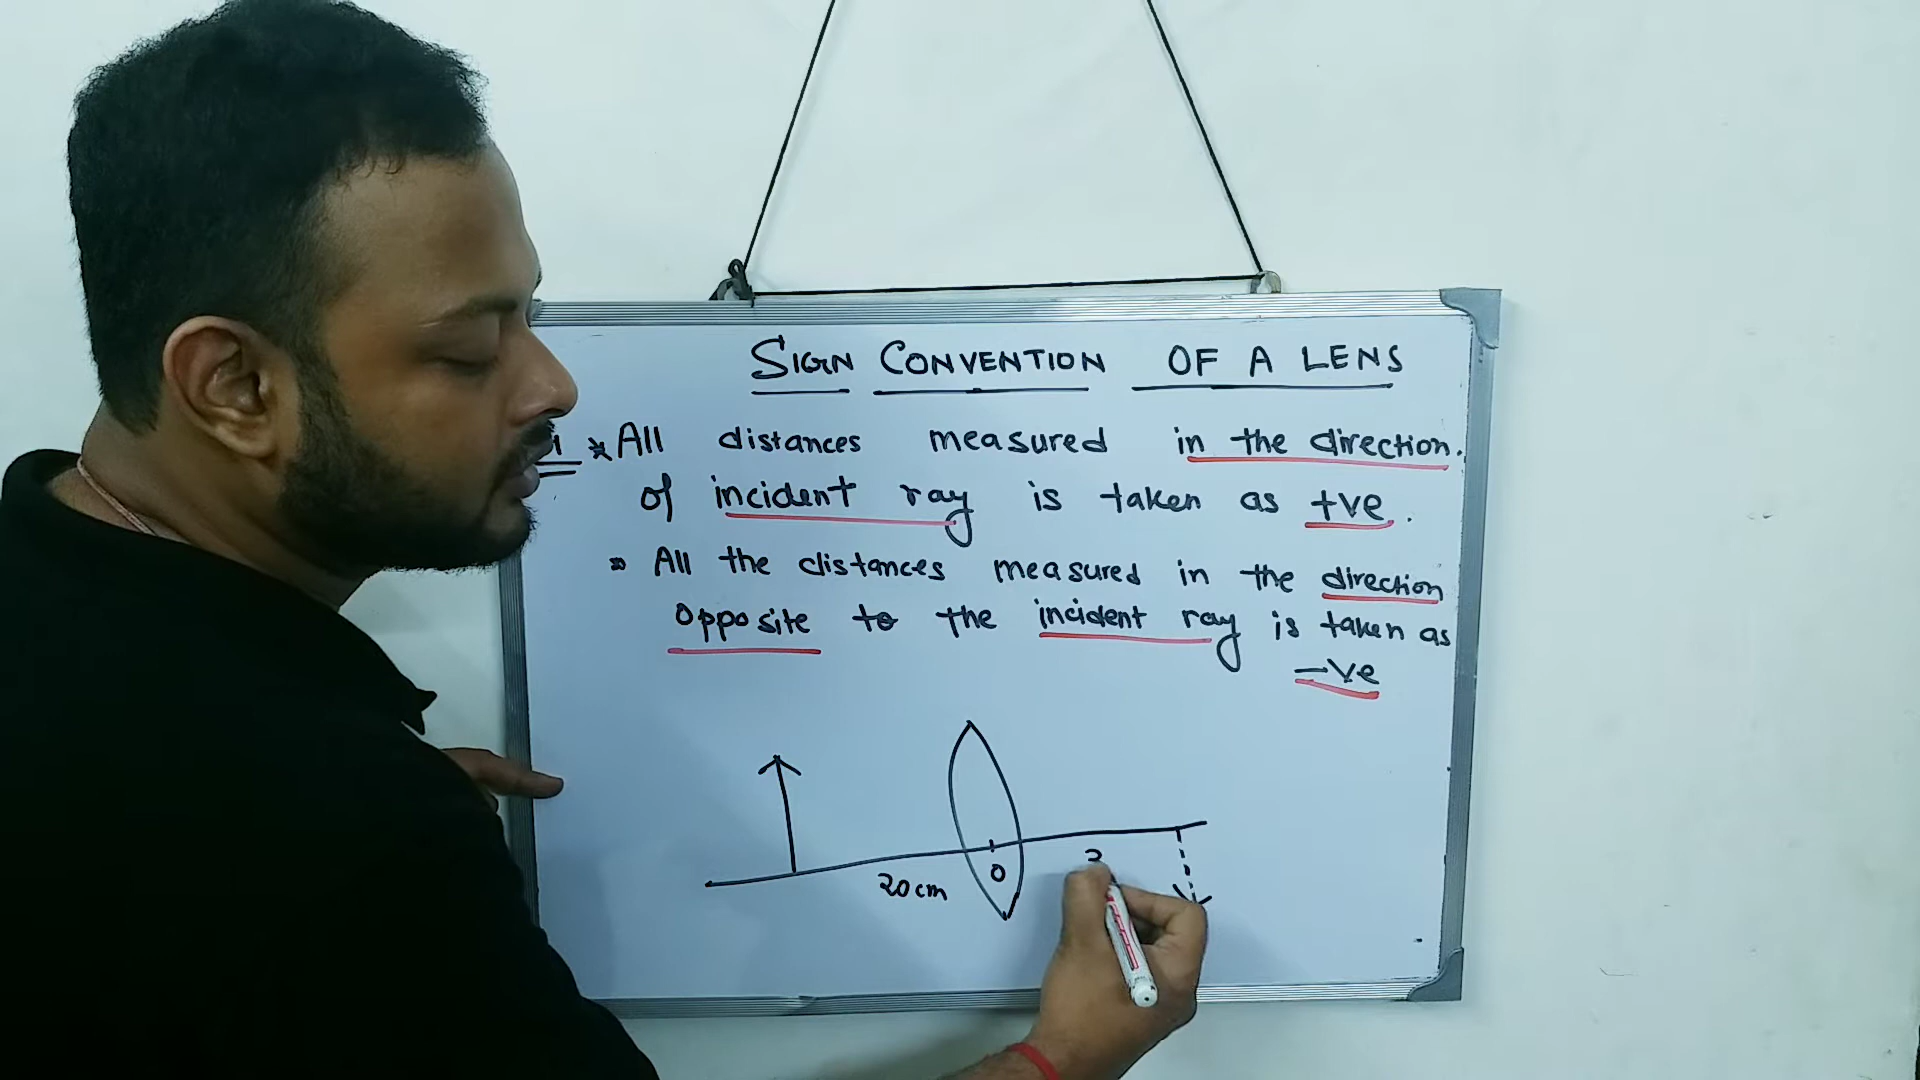 SIGN CONVENTION OF A LENS
* All distances measured in the direction.
of incident ray is taken as +ve.
* All the distances measured in the direction
opposite to the incident ray is taken as
-ve
20cm O